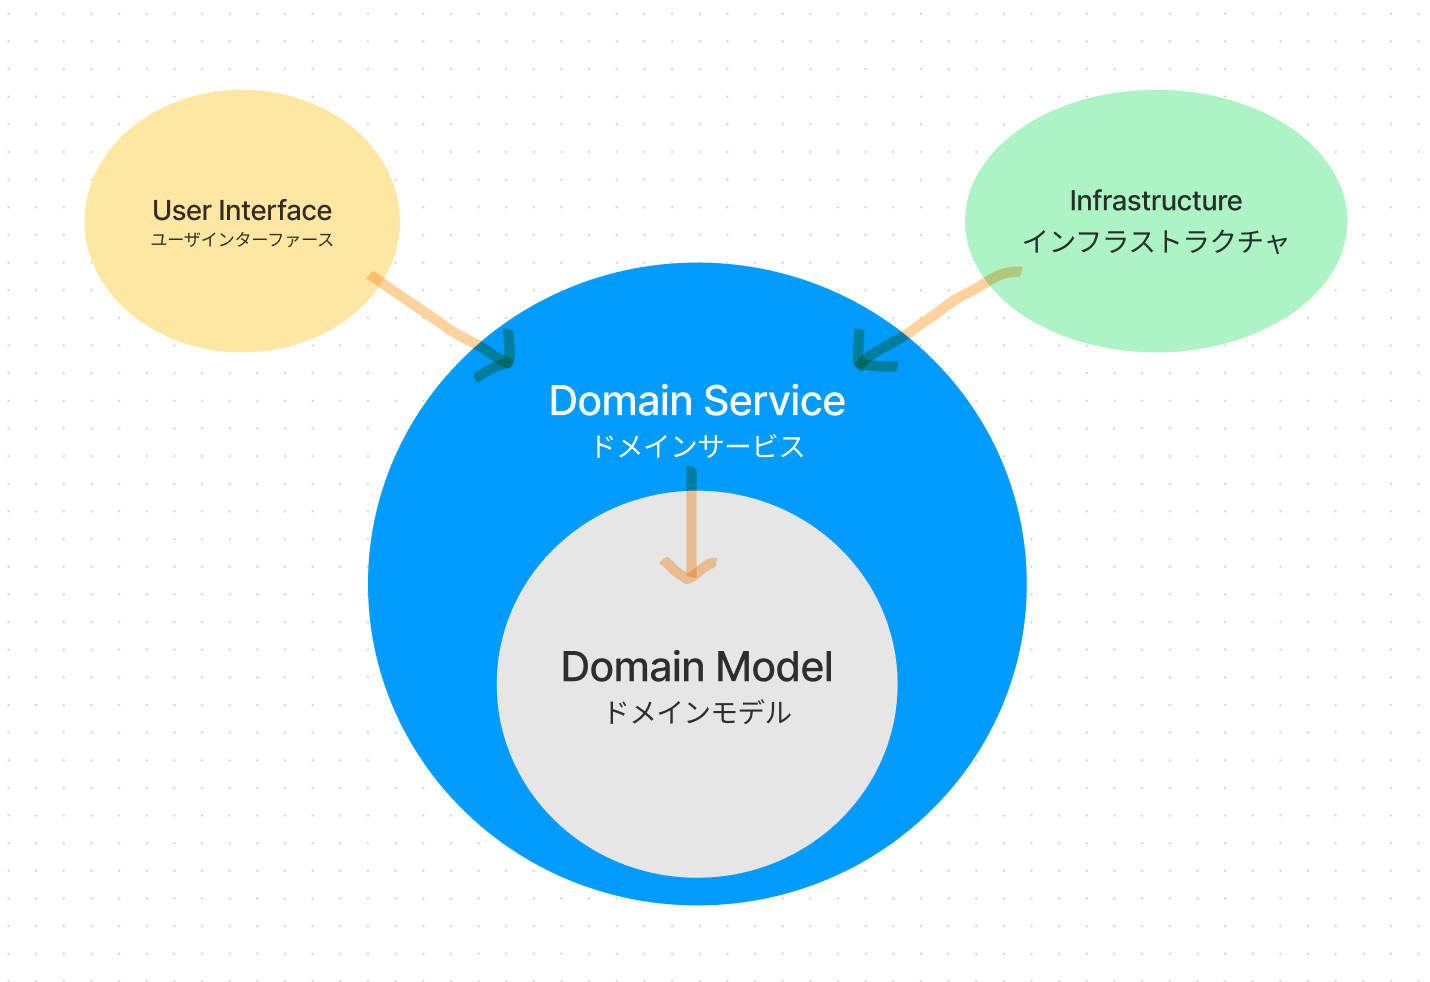 User Interface
ユーザインターファース
Infrastructure
インフラストラクチャ
Domain Service
ドメインサービス
Domain Model
ドメインモデル